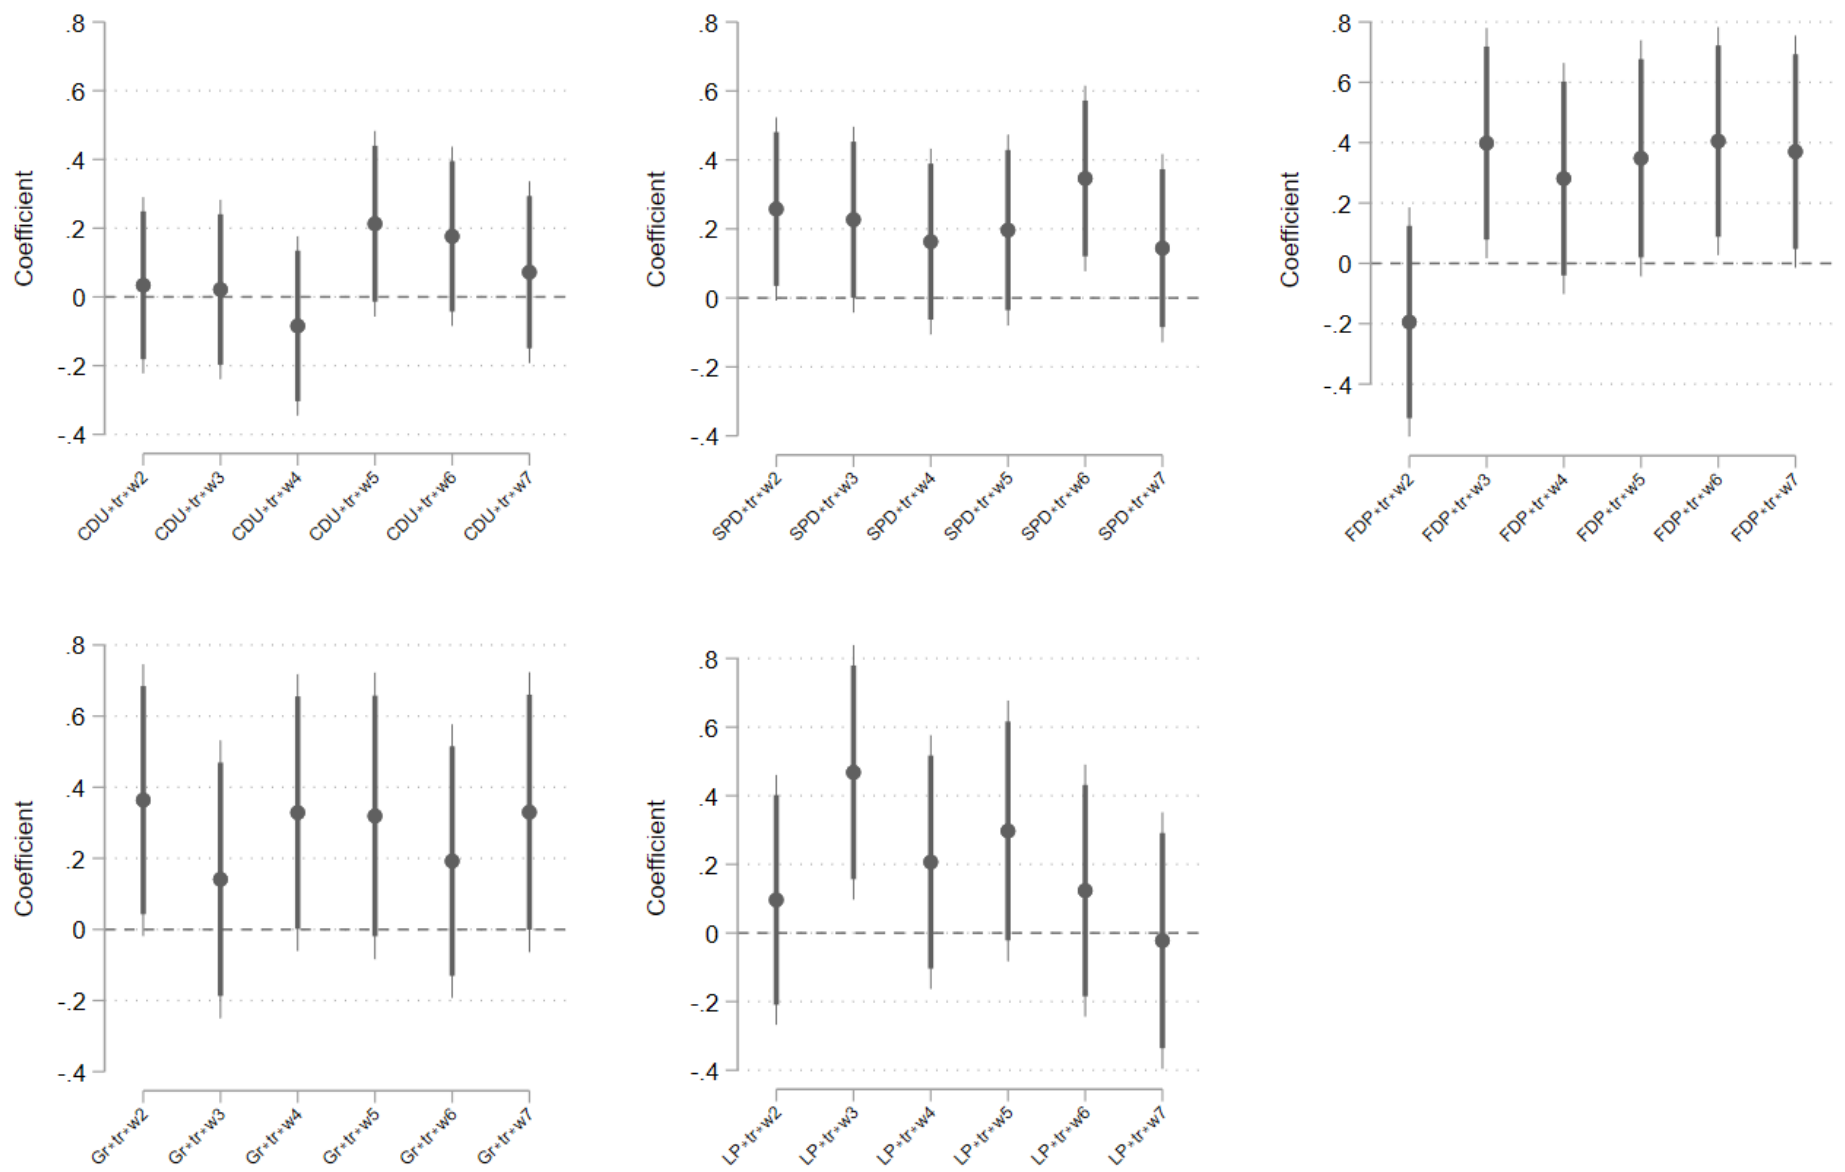 Coefficient
.8
.6
.4
.2
0
-.2
-.4
CDU*tr*w2
CDU*tr*w3
CDU*tr*w4
CDU*tr*w5
CDU*tr*w6
CDU*tr*w7
Coefficient
.8
.6
.4
.2
0
-.2
-.4
SPD*tr*w2
SPD*tr*w3
SPD*tr*w4
SPD*tr*w5
SPD*tr*w6
SPD*tr*w7
Coefficient
.8
.6
.4
.2
0
-.2
-.4
FDP*tr*w2
FDP*tr*w3
FDP*tr*w4
FDP*tr*w5
FDP*tr*w6
FDP*tr*w7
Coefficient
.8
.6
.4
.2
0
-.2
-.4
Gr*tr*w2
Gr*tr*w3
Gr*tr*w4
Gr*tr*w5
Gr*tr*w6
Gr*tr*w7
Coefficient
.8
.6
.4
.2
0
-.2
-.4
LP*tr*w2
LP*tr*w3
LP*tr*w4
LP*tr*w5
LP*tr*w6
LP*tr*w7